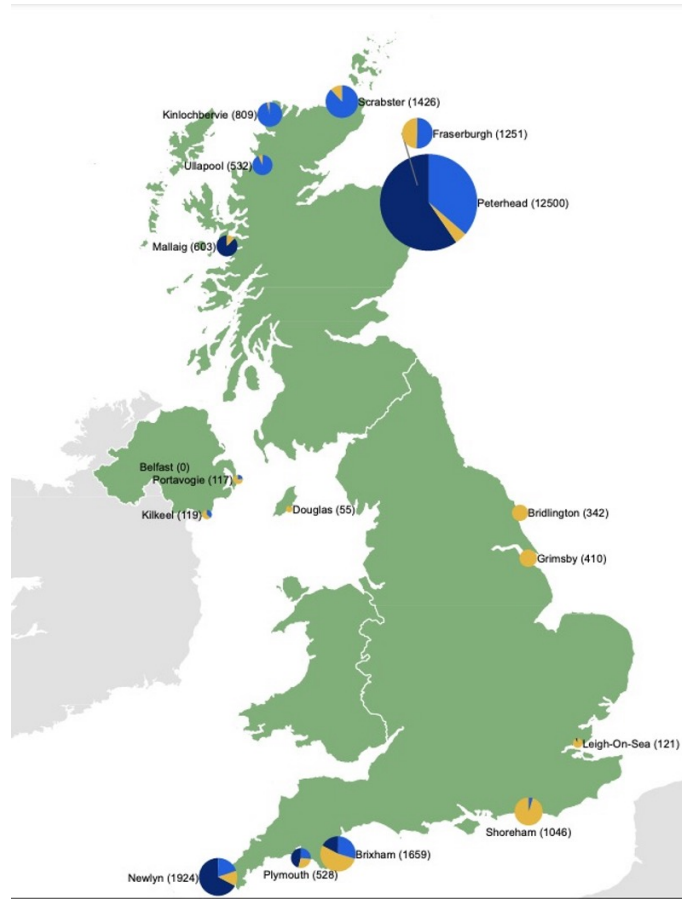 Scrabster (1426)
Kinlochbervie (809)
Fraserburgh (1251)
Ullapool (532)
Peterhead (12500)
Mallaig (603)
Belfast (0)
Portavogie (117)
Kilkeel (119)
Douglas (55)
Bridlington (342)
Grimsby (410)
Leigh-On-Sea (121)
Shoreham (1046)
Brixham (1659)
Plymouth (528)
Newlyn (1924)